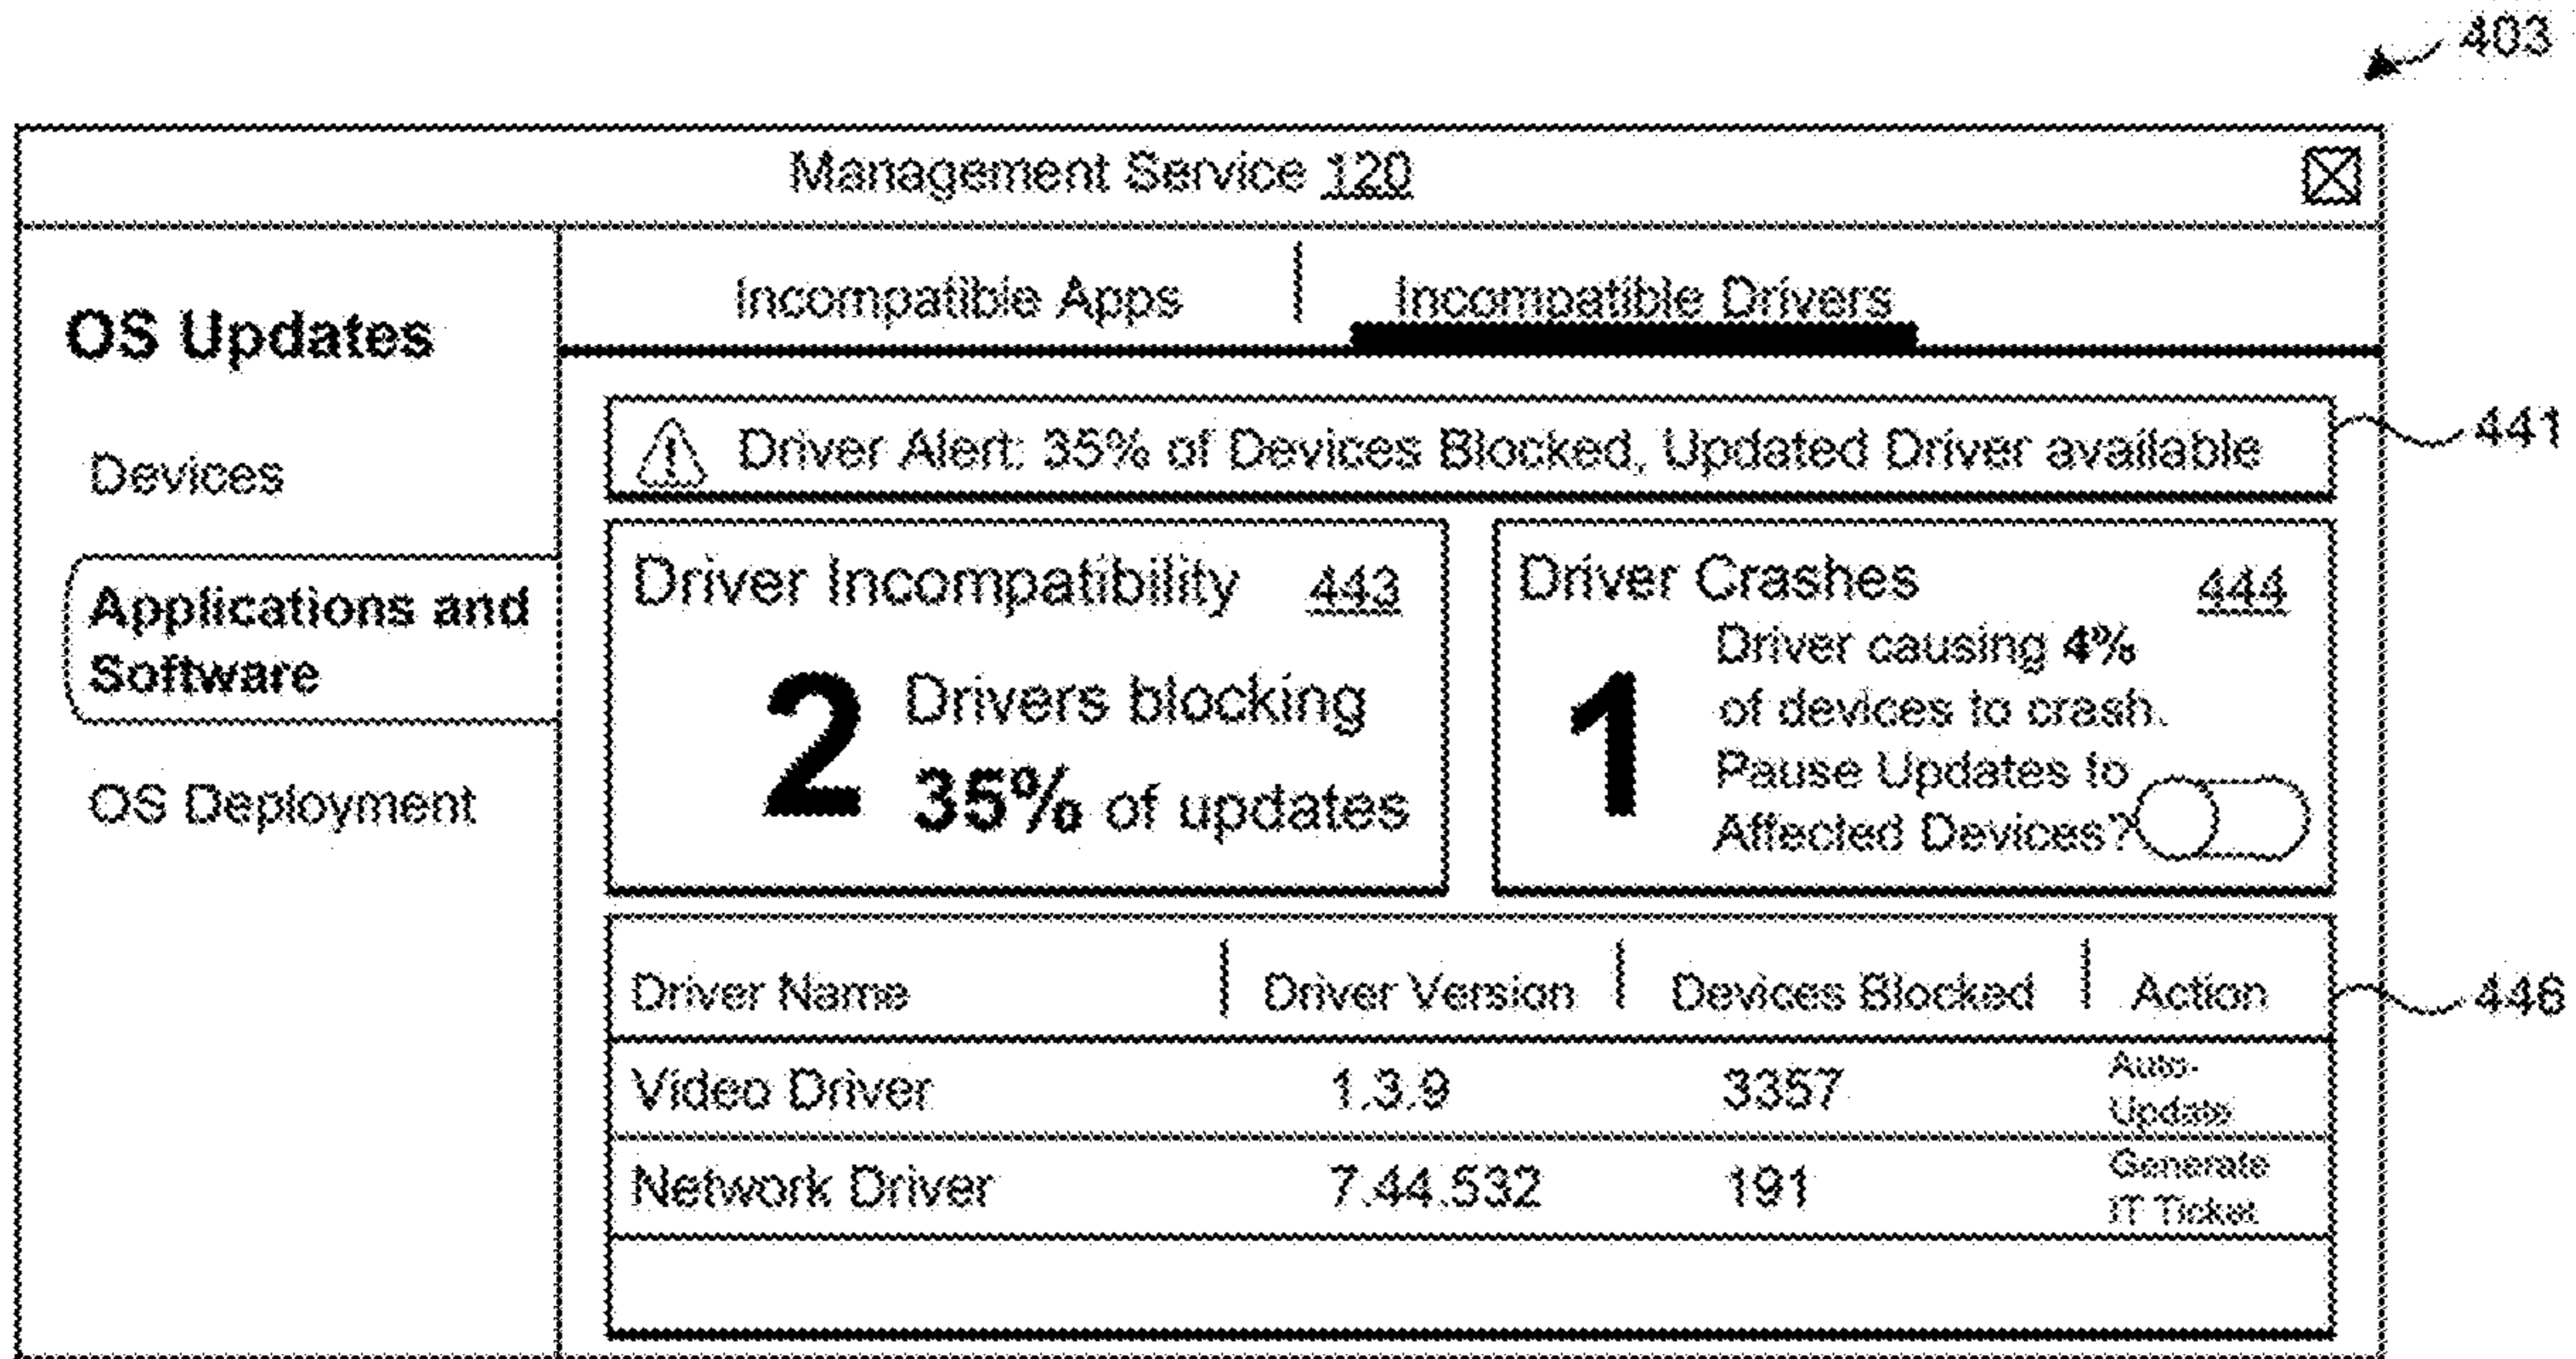 403
Management Service 120
OS Updates
Devices
Applications and
Software
OS Deployment
Incompatible Apps
Incompatible Drivers
Driver Alert: 35% of Devices Blocked, Updated Driver available
441
Driver Incompatibility 443
2 Drivers blocking
35% of updates
Driver Crashes 444
1
Driver causing 4%
of devices to crash.
Pause Updates to
Affected Devices?
Driver Name Driver Version Devices Blocked Action
446
Video Driver 1.3.9 3357 Auto-
Update
Network Driver 7.44.532 191 Generate
IT Ticket